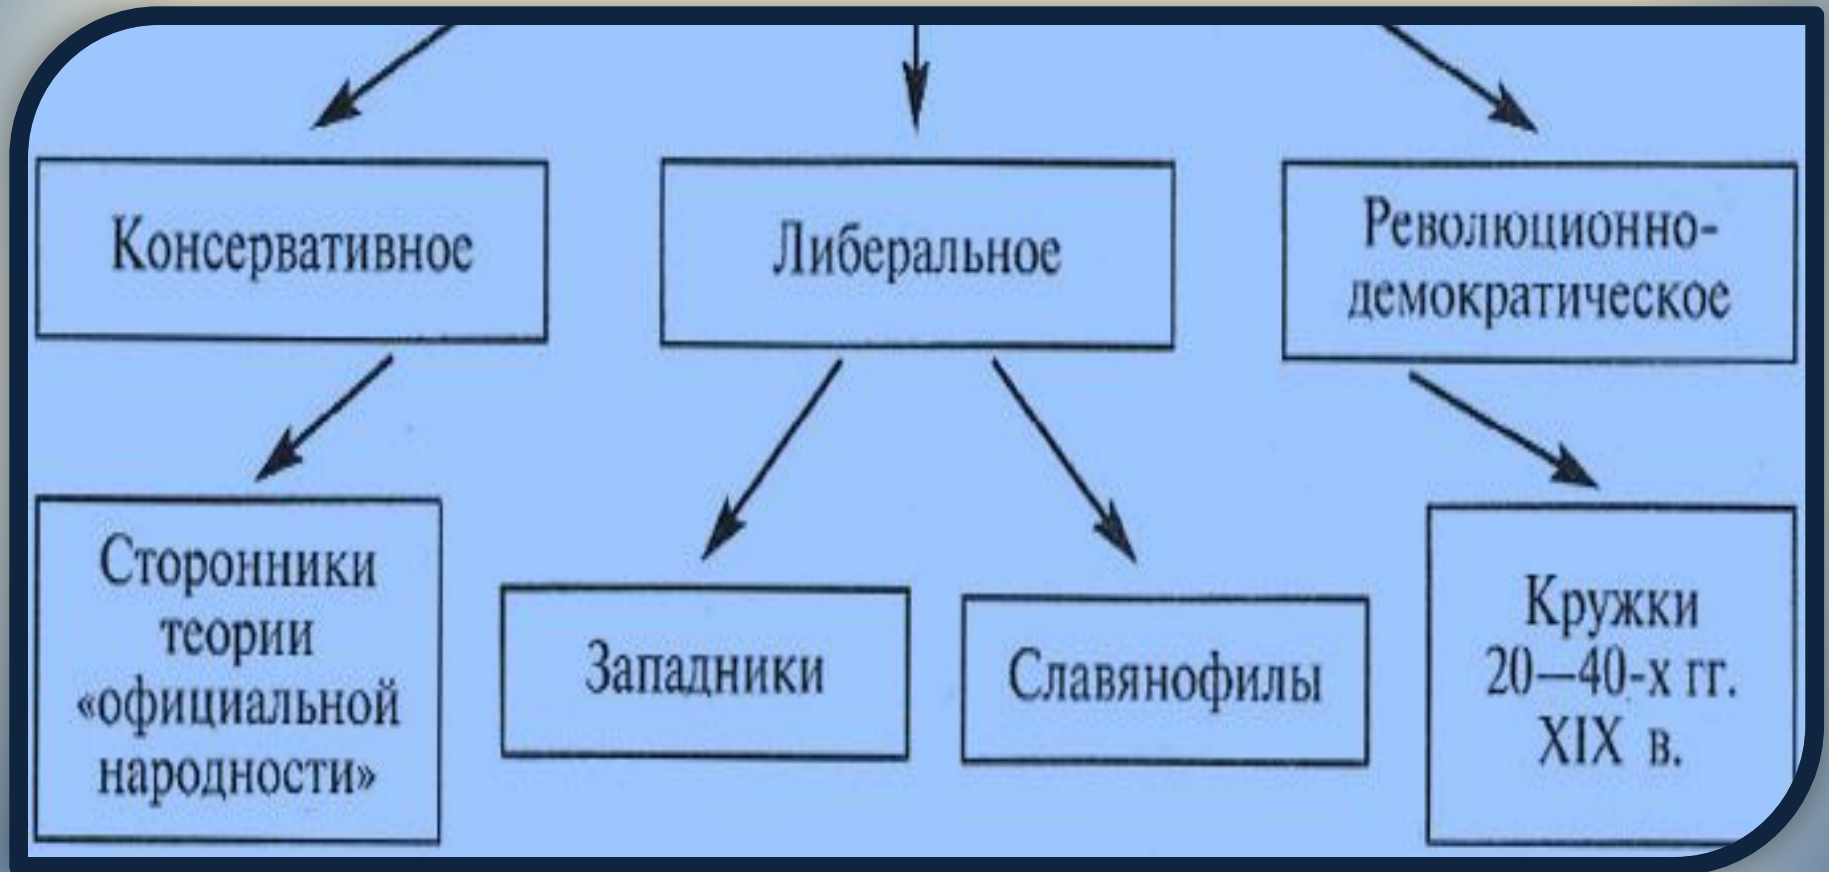 Консервативное
Либеральное
Революционно-
демократическое
Сторонники
теории
«официальной
народности»
Западники
Славянофилы
Кружки
20—40-х гг.
XIX в.